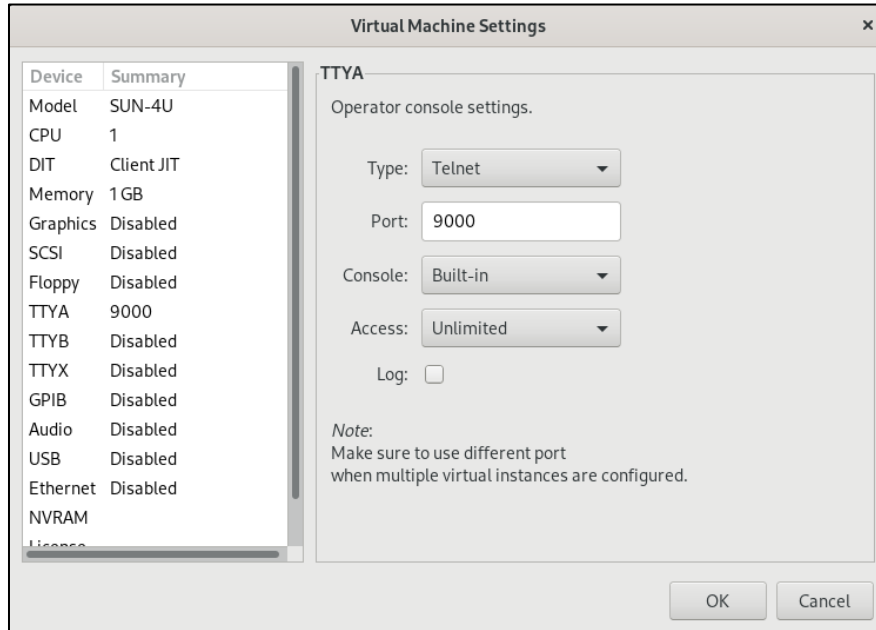 Virtual Machine Settings ×
Device Summary
Model SUN-4U
CPU 1
DIT Client JIT
Memory 1 GB
Graphics Disabled
SCSI Disabled
Floppy Disabled
TTYA 9000
TTYB Disabled
TTYX Disabled
GPIB Disabled
Audio Disabled
USB Disabled
Ethernet Disabled
NVRAM
License
TTYA
Operator console settings.
Type: Telnet
Port: 9000
Console: Built-in
Access: Unlimited
Log:
Note:
Make sure to use different port
when multiple virtual instances are configured.
OK Cancel